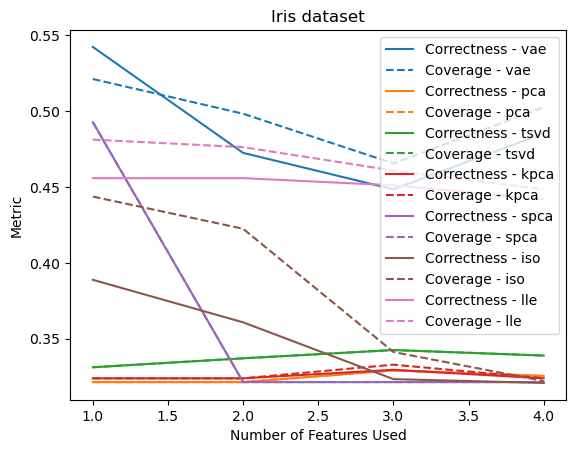 Iris dataset
0.55
0.50
0.45
0.40
0.35
Metric
Correctness - vae
Coverage - vae
Correctness - pca
Coverage - pca
Correctness - tsvd
Coverage - tsvd
Correctness - kpca
Coverage - kpca
Correctness - spca
Coverage - spca
Correctness - iso
Coverage - iso
Correctness - lle
Coverage - lle
1.0 1.5 2.0 2.5 3.0 3.5 4.0
Number of Features Used